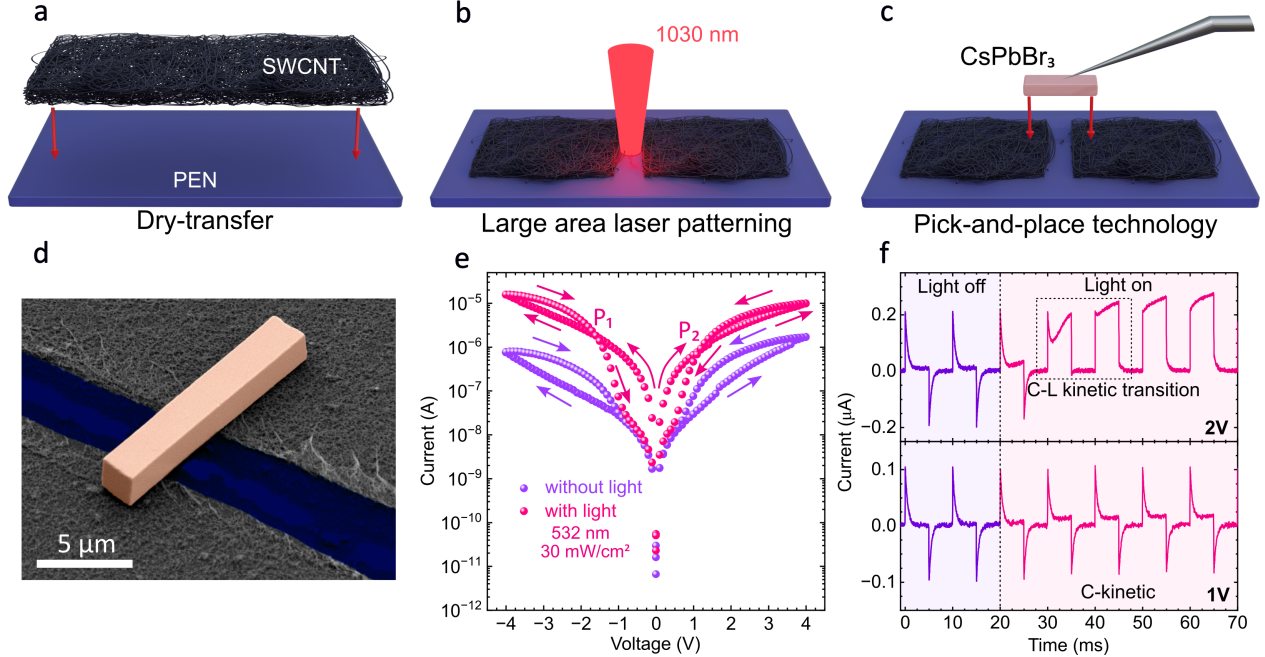 a
SWCNT
PEN
Dry-transfer
b
1030 nm
Large area laser patterning
c
CsPbBr₃
Pick-and-place technology
d
5 µm
e
Current (A)
10⁻⁵
10⁻⁶
10⁻⁷
10⁻⁸
10⁻⁹
10⁻¹⁰
10⁻¹¹
10⁻¹²
P₁
P₂
without light
with light
532 nm
30 mW/cm²
−4 −3 −2 −1 0 1 2 3 4
Voltage (V)
f
Current (µA)
Light off
Light on
0.2
0.0
−0.2
C-L kinetic transition
2V
0.1
0.0
−0.1
C-kinetic
1V
0 10 20 30 40 50 60 70
Time (ms)